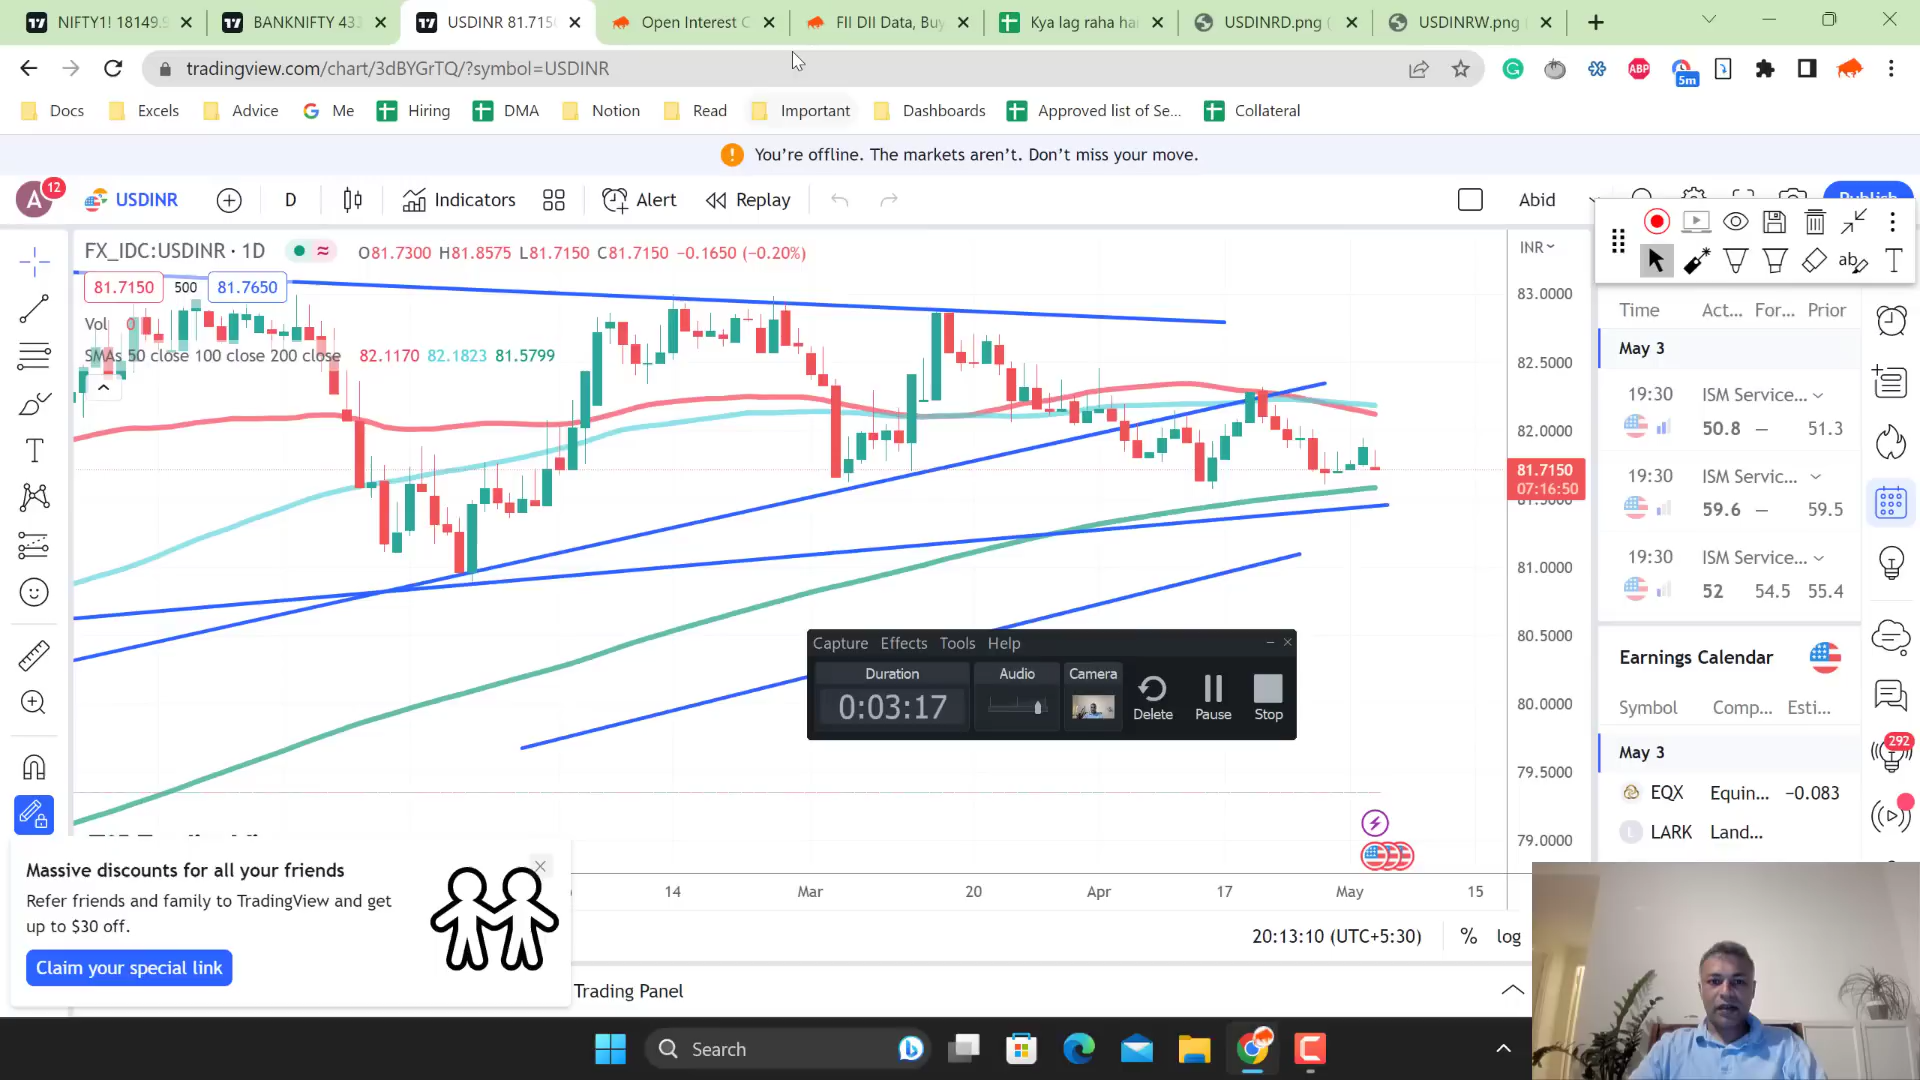 NIFTY1! 18149.
BANKNIFTY 43
USDINR 81.715
Open Interest C
FII DII Data, Buy
Kya lag raha hai
USDINRD.png (
USDINRW.png (
tradingview.com/chart/3dBYGrTQ/?symbol=USDINR
ABP
5m
Docs
Excels
Advice
Me
Hiring
DMA
Notion
Read
Important
Dashboards
Approved list of Se...
Collateral
You're offline. The markets aren't. Don't miss your move.
A
12
USDINR
D
Indicators
Alert
Replay
Abid
Publish
FX_IDC:USDINR · 1D
O81.7300 H81.8575 L81.7150 C81.7150 −0.1650 (−0.20%)
INR
81.7150
500
81.7650
Vol 0
SMAs 50 close 100 close 200 close 82.1170 82.1823 81.5799
83.0000
82.5000
82.0000
81.7150
07:16:50
81.5000
81.0000
80.5000
80.0000
79.5000
79.0000
Time Act... For... Prior
May 3
19:30 ISM Service...
50.8 — 51.3
19:30 ISM Servic...
59.6 — 59.5
19:30 ISM Service...
52 54.5 55.4
Earnings Calendar
Symbol Comp... Esti...
May 3
EQX Equin... −0.083
L LARK Land...
292
Capture Effects Tools Help
Duration
0:03:17
Audio
Camera
Delete
Pause
Stop
14
Mar
20
Apr
17
May
15
20:13:10 (UTC+5:30)
%
log
Massive discounts for all your friends
Refer friends and family to TradingView and get
up to $30 off.
Claim your special link
Trading Panel
Search